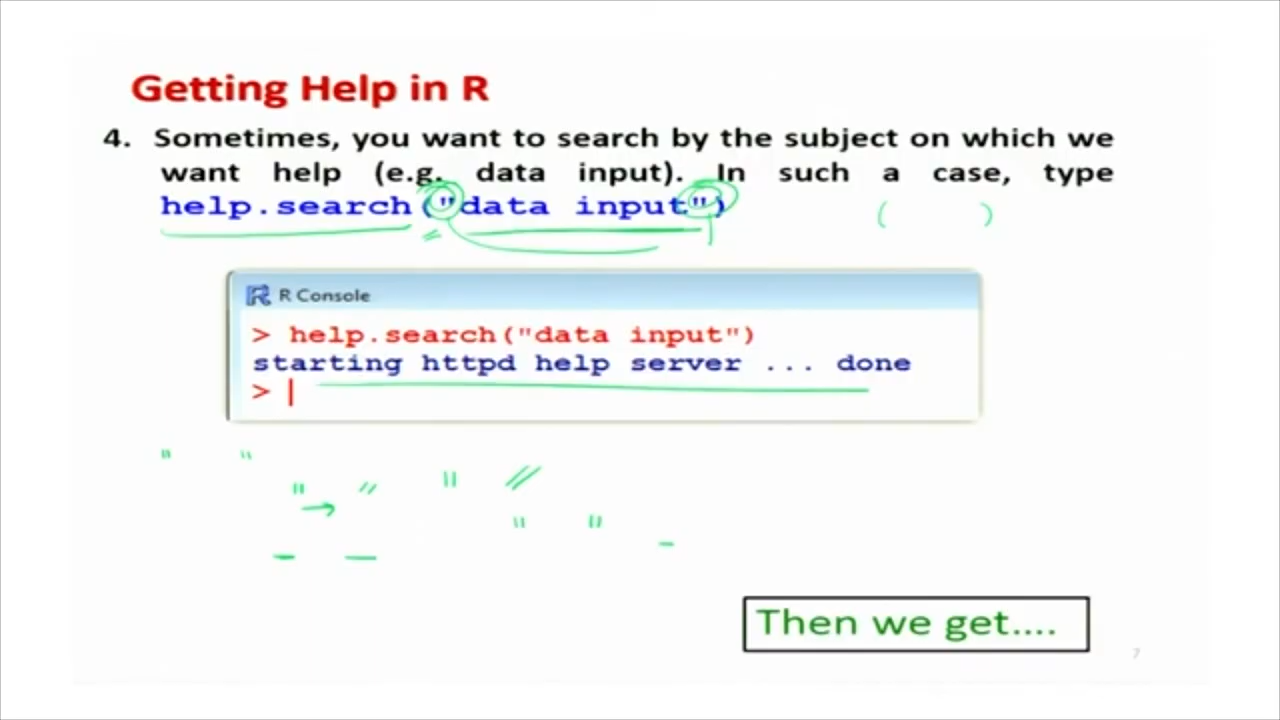 Getting Help in R
4. Sometimes, you want to search by the subject on which we
want help (e.g. data input). In such a case, type
help.search("data input")
( )
R Console
> help.search("data input")
starting httpd help server ... done
> |
" "
" " " "
" "
Then we get....
7